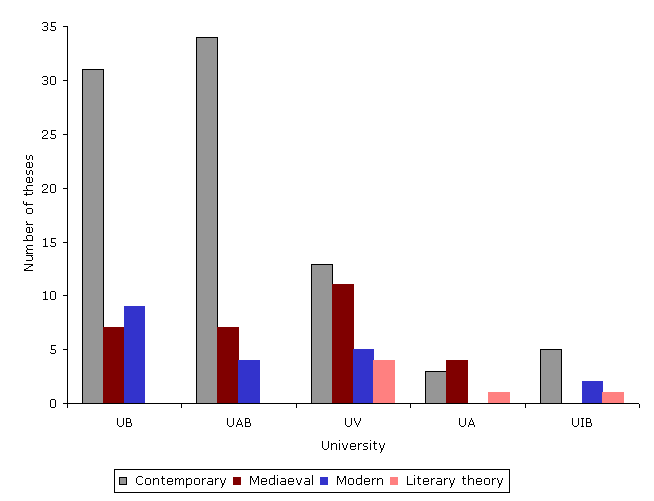 35
30
25
20
15
10
5
0
Number of theses
UB UAB UV UA UIB
University
Contemporary Mediaeval Modern Literary theory